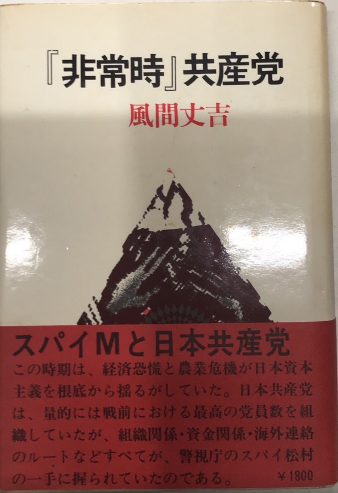 『非常時』共産党
風間丈吉
スパイMと日本共産党
この時期は、経済恐慌と農業危機が日本資本
主義を根底から揺るがしていた。日本共産党
は、量的には戦前における最高の党員数を組
織していたが、組織関係・資金関係・海外連絡
のルートなどすべてが、警視庁のスパイ松村
の一手に握られていたのである。
¥1800